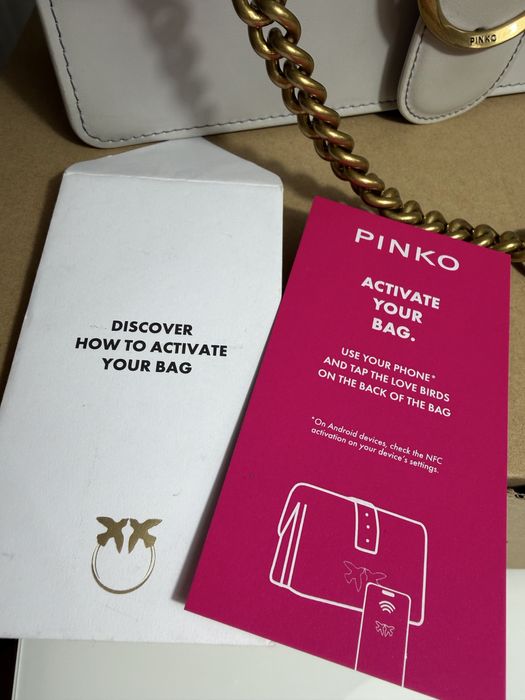 PINKO
DISCOVER
HOW TO ACTIVATE
YOUR BAG
PINKO
ACTIVATE
YOUR
BAG.
USE YOUR PHONE*
AND TAP THE LOVE BIRDS
ON THE BACK OF THE BAG
*On Android devices, check the NFC
activation on your device's settings.